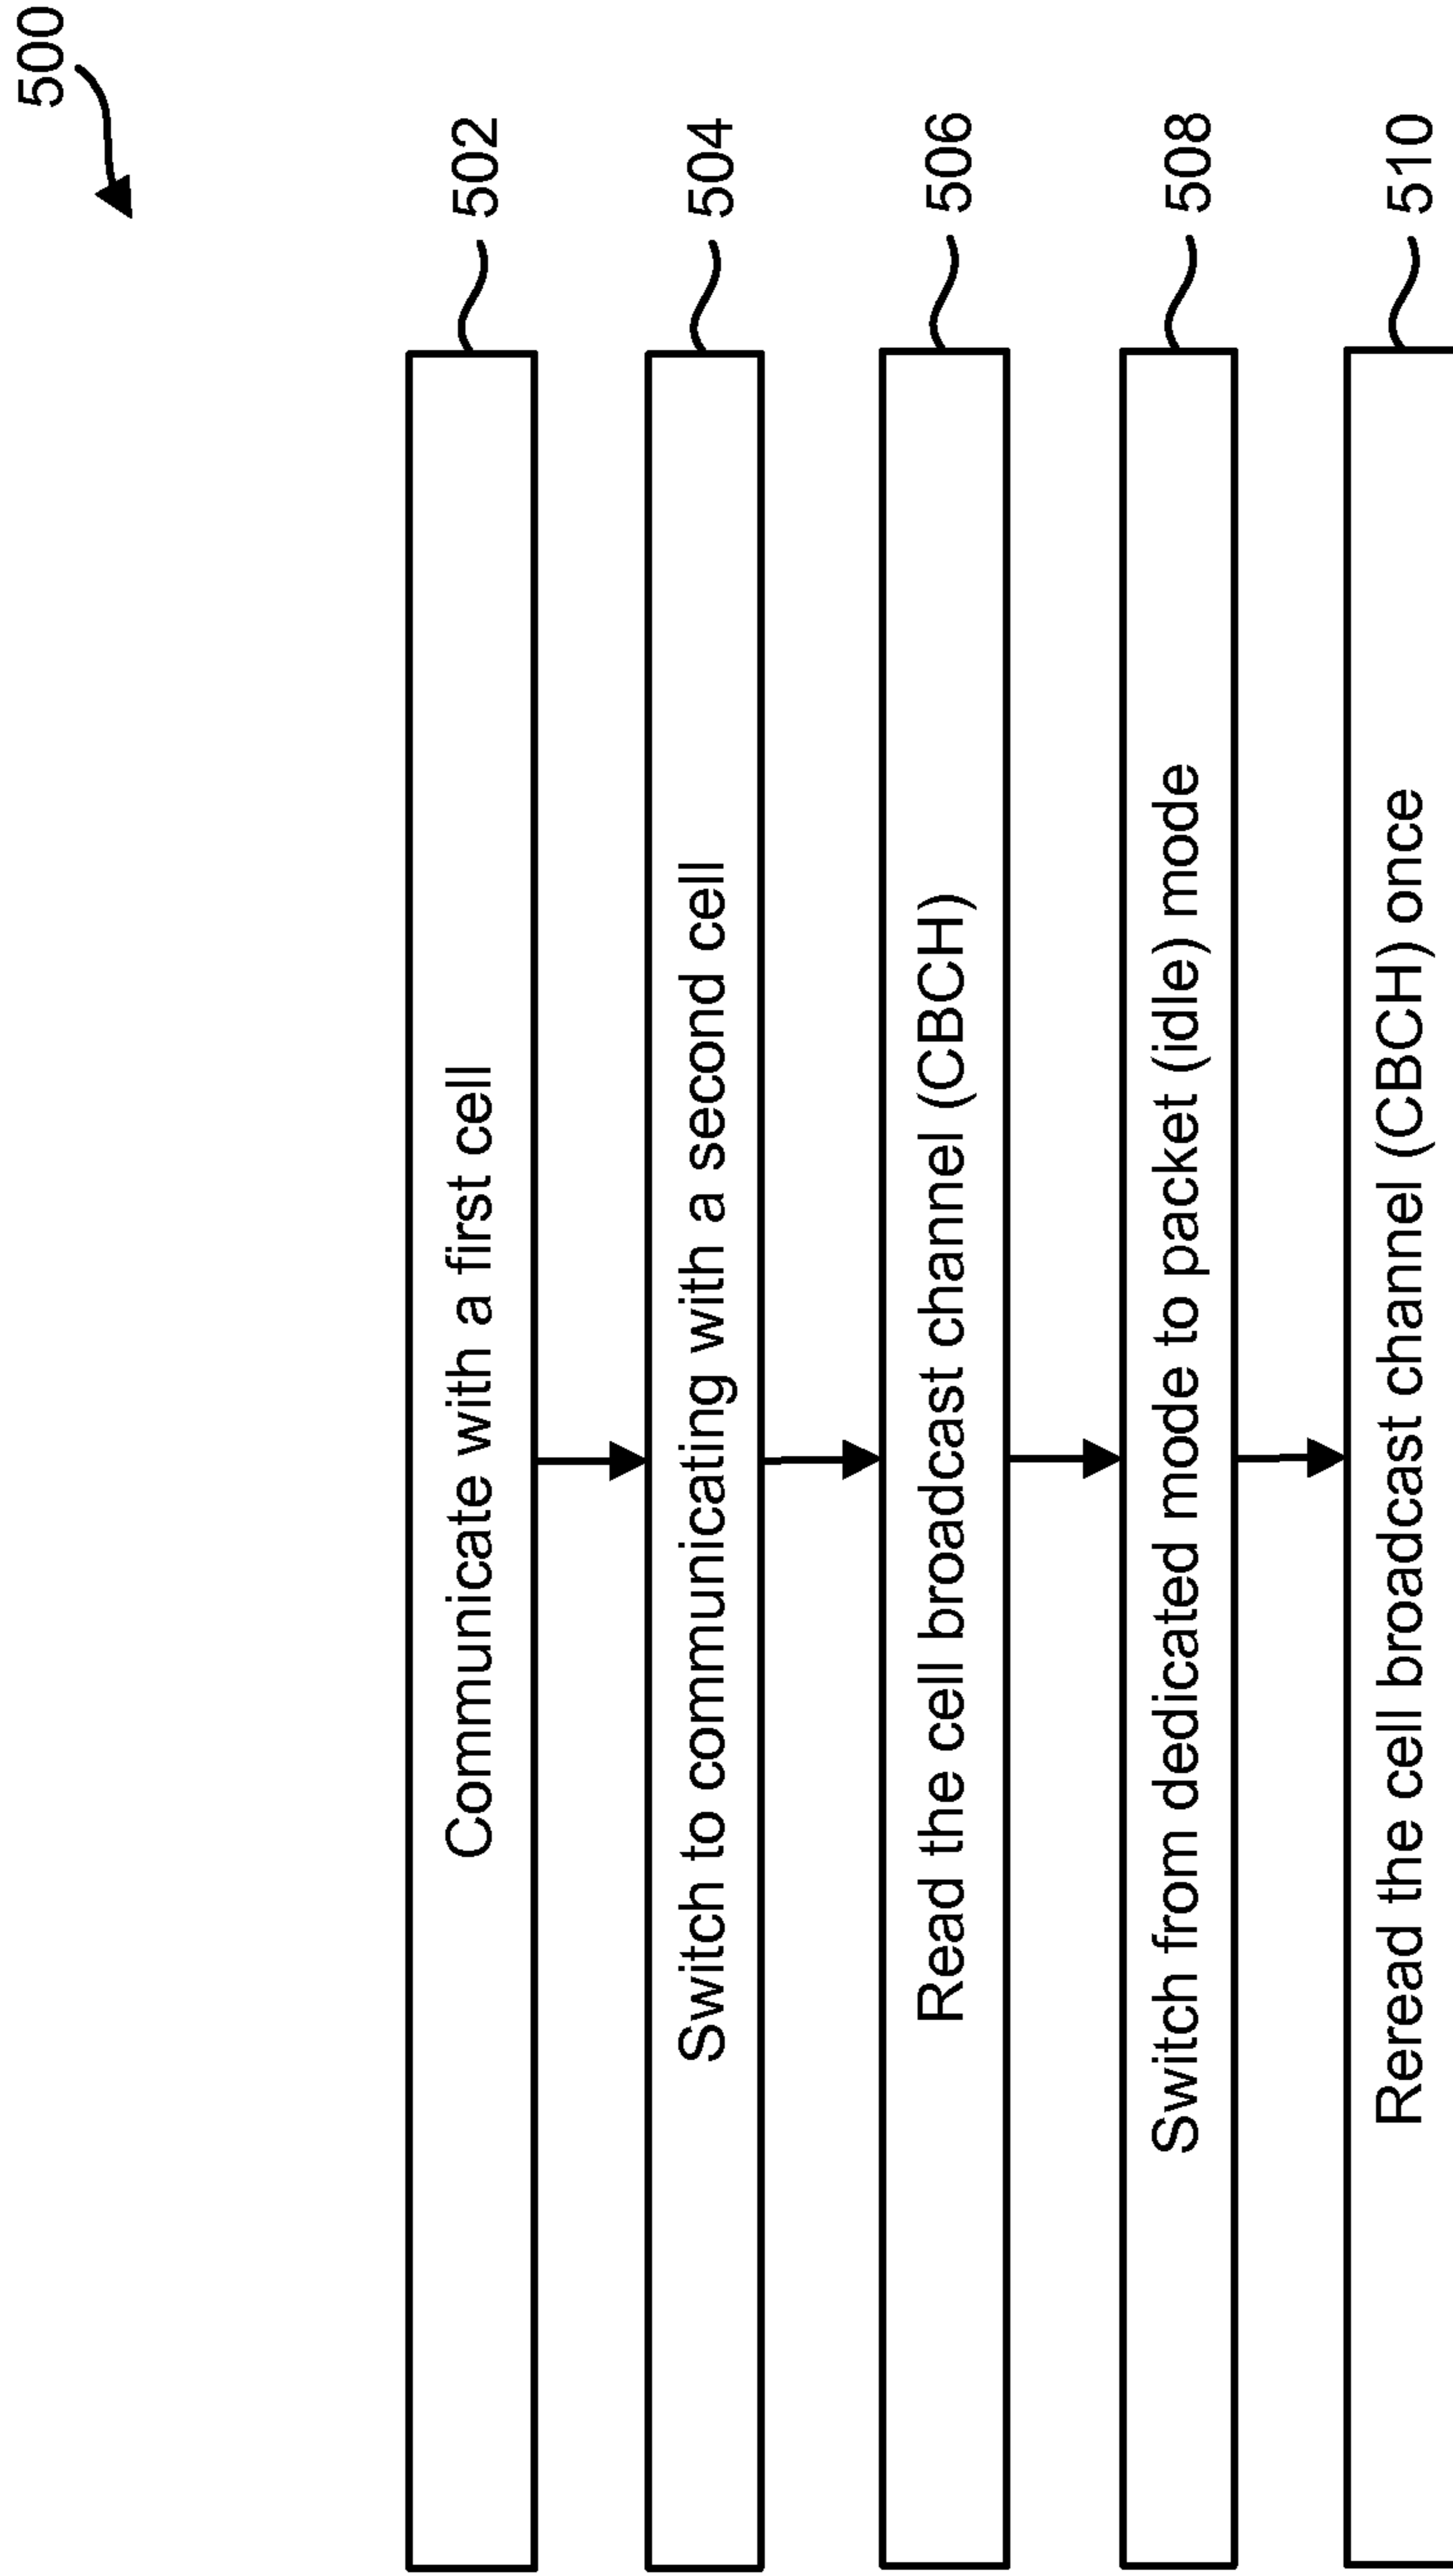 500
Communicate with a first cell
502
Switch to communicating with a second cell
504
Read the cell broadcast channel (CBCH)
506
Switch from dedicated mode to packet (idle) mode
508
Reread the cell broadcast channel (CBCH) once
510